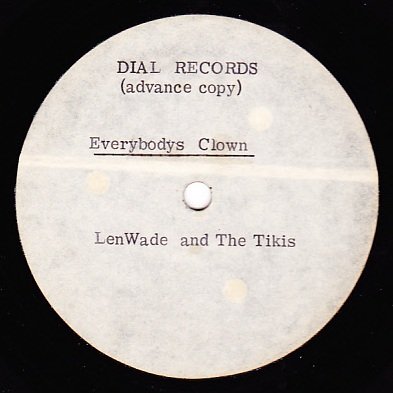 DIAL RECORDS
(advance copy)
Everybodys Clown
LenWade and The Tikis